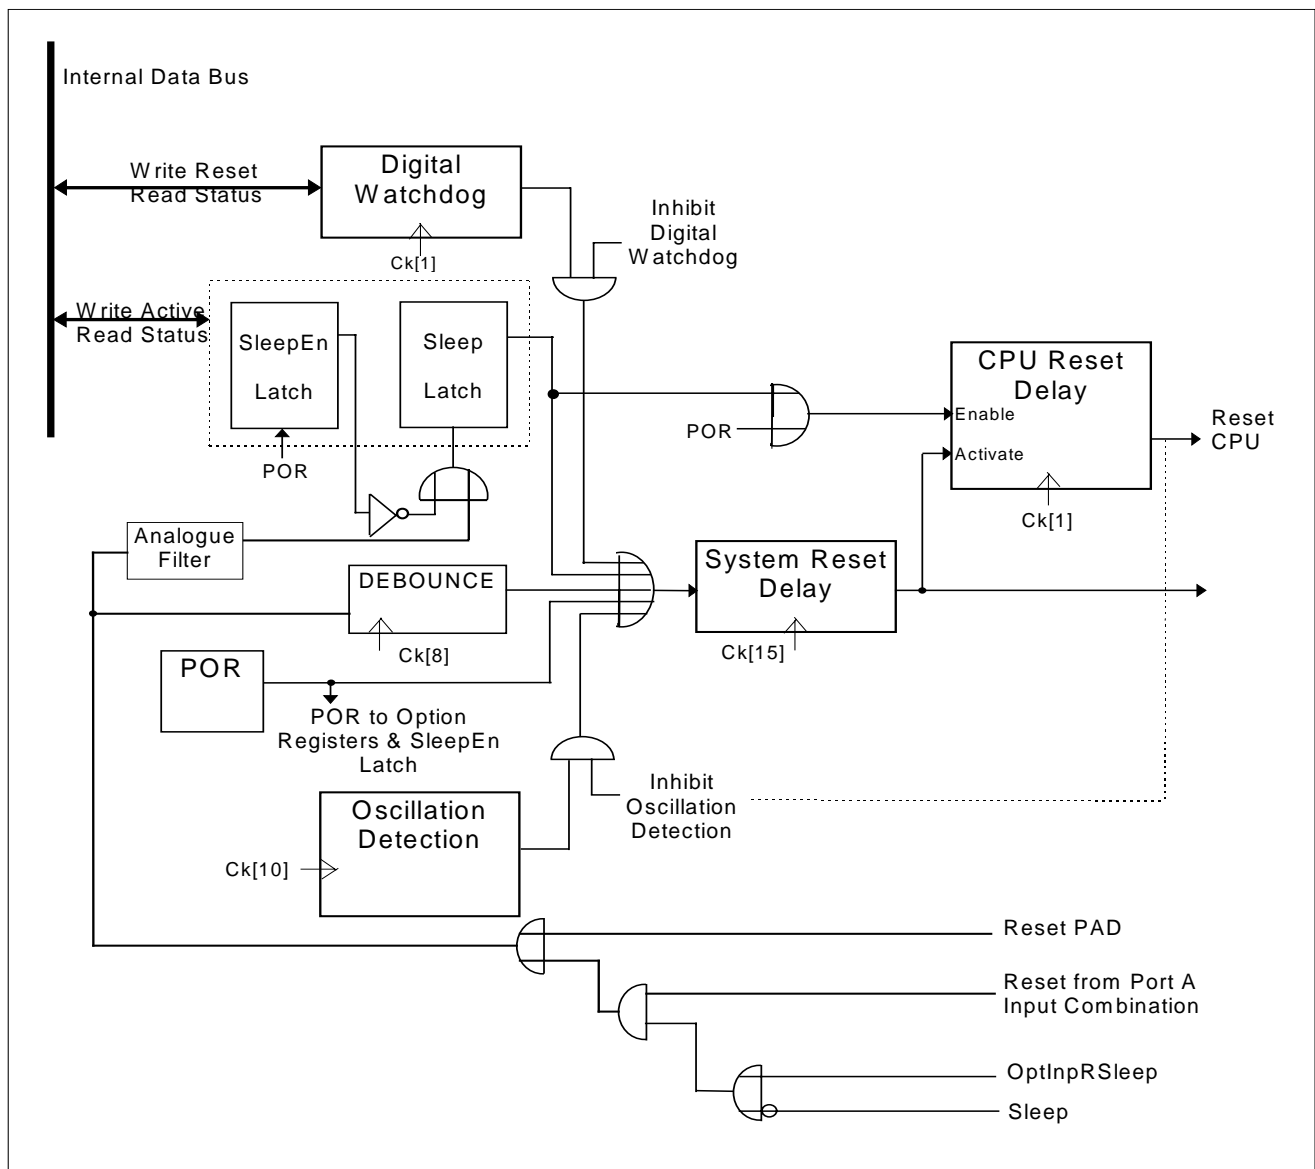 Internal Data Bus
Write Reset
Read Status
Digital
Watchdog
Ck[1]
Inhibit
Digital
Watchdog
Write Active
Read Status
SleepEn
Latch
Sleep
Latch
POR
CPU Reset
Delay
Enable
Activate
Ck[1]
Reset
CPU
POR
Analogue
Filter
DEBOUNCE
Ck[8]
System Reset
Delay
Ck[15]
POR
POR to Option
Registers & SleepEn
Latch
Inhibit
Oscillation
Detection
Oscillation
Detection
Ck[10]
Reset PAD
Reset from Port A
Input Combination
OptInpRSleep
Sleep